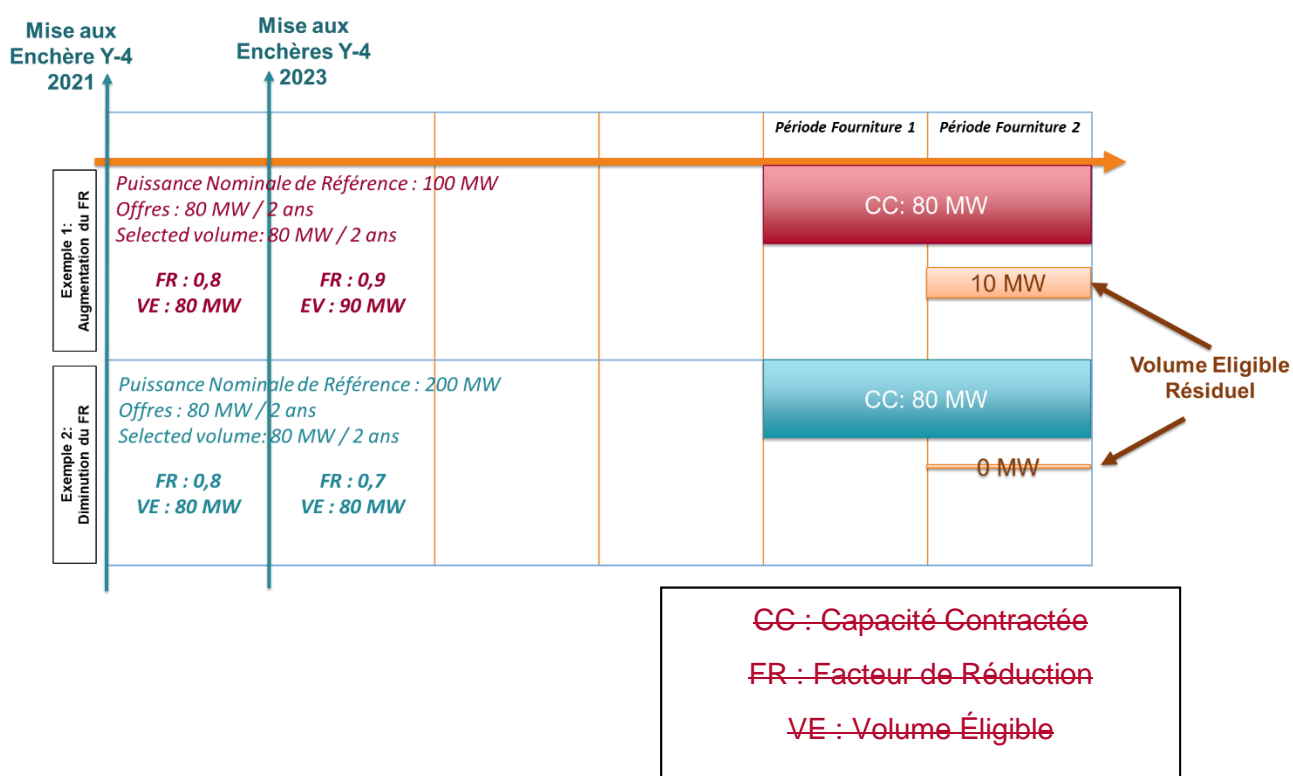 Mise aux
Enchère Y-4
2021
Mise aux
Enchères Y-4
2023
Période Fourniture 1
Période Fourniture 2
Exemple 1:
Augmentation du FR
Puissance Nominale de Référence : 100 MW
Offres : 80 MW / 2 ans
Selected volume: 80 MW / 2 ans
FR : 0,8
VE : 80 MW
FR : 0,9
EV : 90 MW
CC: 80 MW
10 MW
Volume Eligible
Résiduel
Exemple 2:
Diminution du FR
Puissance Nominale de Référence : 200 MW
Offres : 80 MW / 2 ans
Selected volume: 80 MW / 2 ans
FR : 0,8
VE : 80 MW
FR : 0,7
VE : 80 MW
CC: 80 MW
0 MW
CC : Capacité Contractée
FR : Facteur de Réduction
VE : Volume Éligible